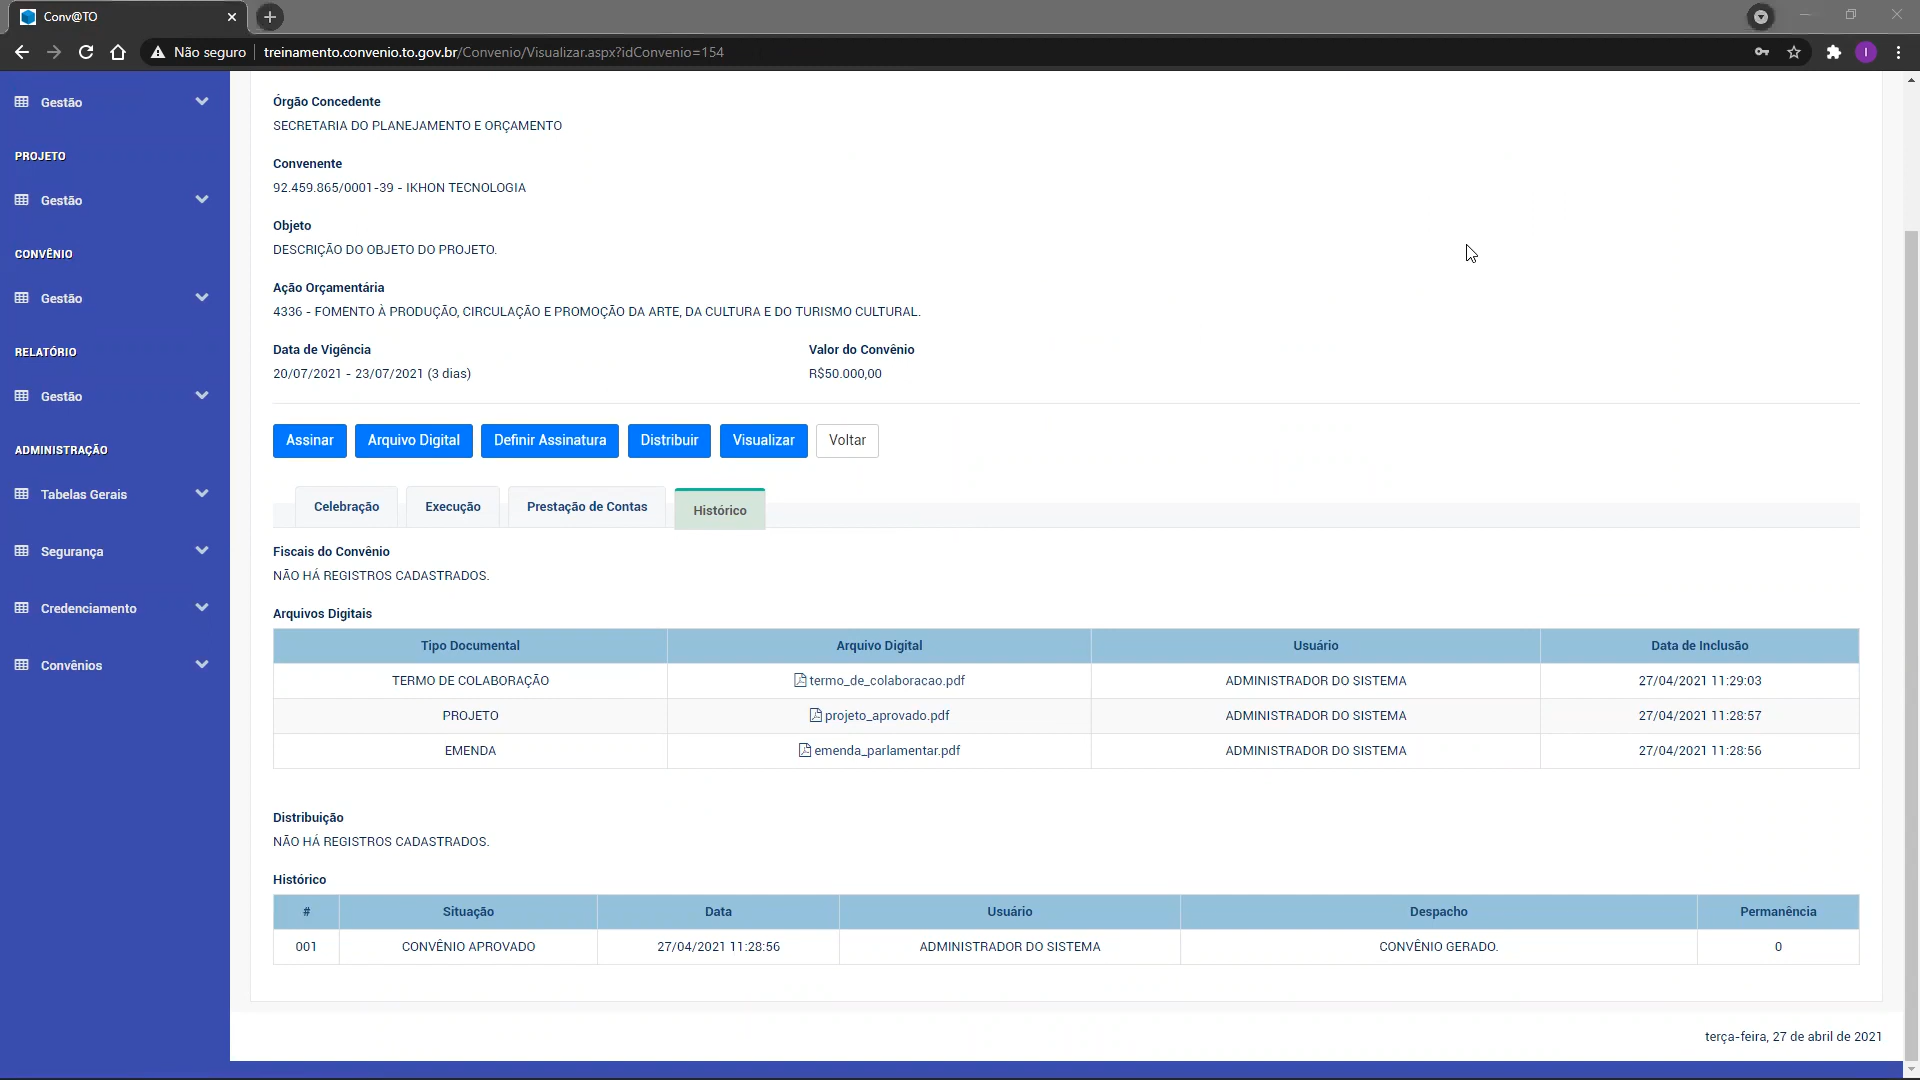 Conv@TO
Não seguro treinamento.convenio.to.gov.br/Convenio/Visualizar.aspx?idConvenio=154
I
Gestão
PROJETO
Gestão
CONVÊNIO
Gestão
RELATÓRIO
Gestão
ADMINISTRAÇÃO
Tabelas Gerais
Segurança
Credenciamento
Convênios
Órgão Concedente
SECRETARIA DO PLANEJAMENTO E ORÇAMENTO
Convenente
92.459.865/0001-39 - IKHON TECNOLOGIA
Objeto
DESCRIÇÃO DO OBJETO DO PROJETO.
Ação Orçamentária
4336 - FOMENTO À PRODUÇÃO, CIRCULAÇÃO E PROMOÇÃO DA ARTE, DA CULTURA E DO TURISMO CULTURAL.
Data de Vigência Valor do Convênio
20/07/2021 - 23/07/2021 (3 dias) R$50.000,00
Assinar Arquivo Digital Definir Assinatura Distribuir Visualizar Voltar
Celebração Execução Prestação de Contas Histórico
Fiscais do Convênio
NÃO HÁ REGISTROS CADASTRADOS.
Arquivos Digitais
Tipo Documental Arquivo Digital Usuário Data de Inclusão
TERMO DE COLABORAÇÃO termo_de_colaboracao.pdf ADMINISTRADOR DO SISTEMA 27/04/2021 11:29:03
PROJETO projeto_aprovado.pdf ADMINISTRADOR DO SISTEMA 27/04/2021 11:28:57
EMENDA emenda_parlamentar.pdf ADMINISTRADOR DO SISTEMA 27/04/2021 11:28:56
Distribuição
NÃO HÁ REGISTROS CADASTRADOS.
Histórico
# Situação Data Usuário Despacho Permanência
001 CONVÊNIO APROVADO 27/04/2021 11:28:56 ADMINISTRADOR DO SISTEMA CONVÊNIO GERADO. 0
terça-feira, 27 de abril de 2021